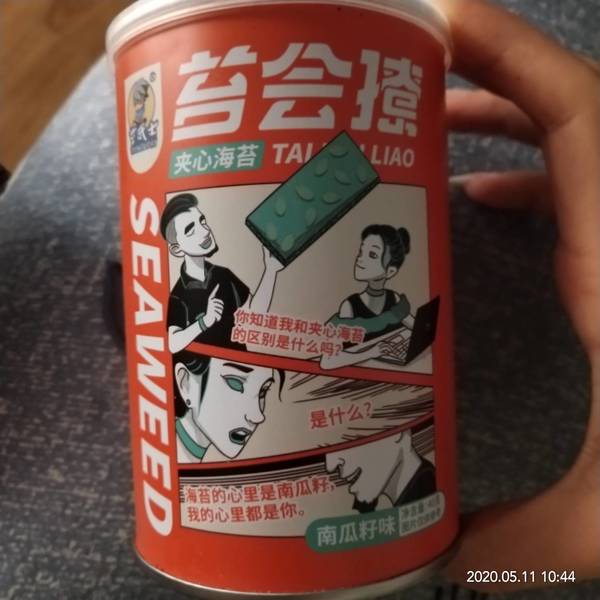 苔会撩
夹心海苔
SEAWEED
你知道我和夹心海苔
的区别是什么吗?
是什么?
海苔的心里是南瓜籽,
我的心里都是你。
南瓜籽味
2020.05.11 10:44